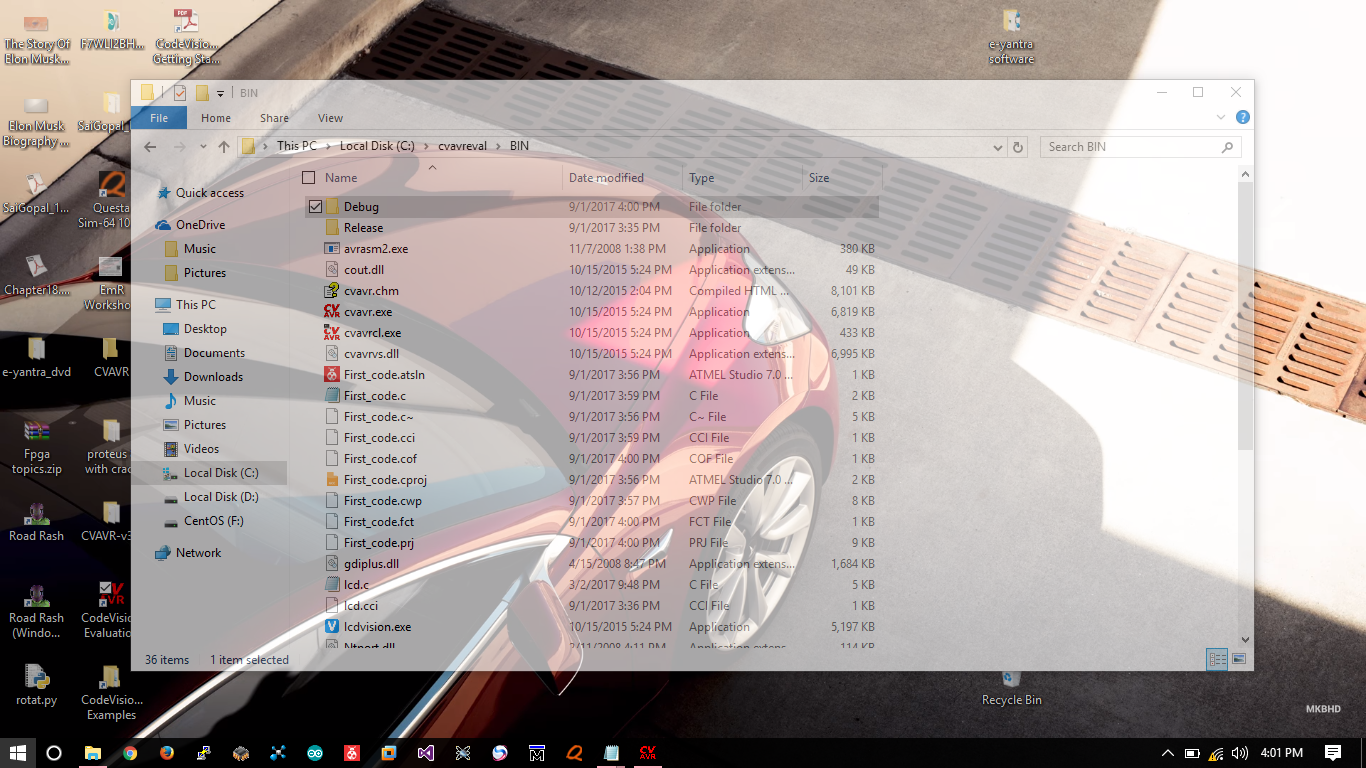 The Story Of
Elon Musk...
F7WLI2BH...
CodeVision...
Getting Sta...
e-yantra
software
BIN
File
Home
Share
View
This PC
Local Disk (C:)
cvavreval
BIN
Search BIN
Name
Date modified
Type
Size
Elon Musk
Biography ...
SaiGopal_1...
Questa
Sim-64 10
Chapter18....
EmR
Worksho
e-yantra_dvd
CVAVR
Fpga
topics.zip
proteus
with crac
Road Rash
CVAVR-v3
Road Rash
(Windo...
CodeVisio
Evaluatio
rotat.py
CodeVisio...
Examples
Quick access
OneDrive
Music
Pictures
This PC
Desktop
Documents
Downloads
Music
Pictures
Videos
Local Disk (C:)
Local Disk (D:)
CentOS (F:)
Network
Debug 9/1/2017 4:00 PM File folder
Release 9/1/2017 3:35 PM File folder
avrasm2.exe 11/7/2008 1:38 PM Application 380 KB
cout.dll 10/15/2015 5:24 PM Application extens... 49 KB
cvavr.chm 10/12/2015 2:04 PM Compiled HTML ... 8,101 KB
cvavr.exe 10/15/2015 5:24 PM Application 6,819 KB
cvavrcl.exe 10/15/2015 5:24 PM Application 433 KB
cvavrvs.dll 10/15/2015 5:24 PM Application extens... 6,995 KB
First_code.atsln 9/1/2017 3:56 PM ATMEL Studio 7.0 ... 1 KB
First_code.c 9/1/2017 3:59 PM C File 2 KB
First_code.c~ 9/1/2017 3:56 PM C~ File 5 KB
First_code.cci 9/1/2017 3:59 PM CCI File 1 KB
First_code.cof 9/1/2017 4:00 PM COF File 1 KB
First_code.cproj 9/1/2017 3:56 PM ATMEL Studio 7.0 ... 2 KB
First_code.cwp 9/1/2017 3:57 PM CWP File 8 KB
First_code.fct 9/1/2017 4:00 PM FCT File 1 KB
First_code.prj 9/1/2017 4:00 PM PRJ File 9 KB
gdiplus.dll 4/15/2008 8:47 PM Application extens... 1,684 KB
lcd.c 3/2/2017 9:48 PM C File 5 KB
lcd.cci 9/1/2017 3:36 PM CCI File 1 KB
lcdvision.exe 10/15/2015 5:24 PM Application 5,197 KB
Ntport.dll 2/11/2008 4:11 PM Application extens... 114 KB
36 items
1 item selected
Recycle Bin
MKBHD
4:01 PM